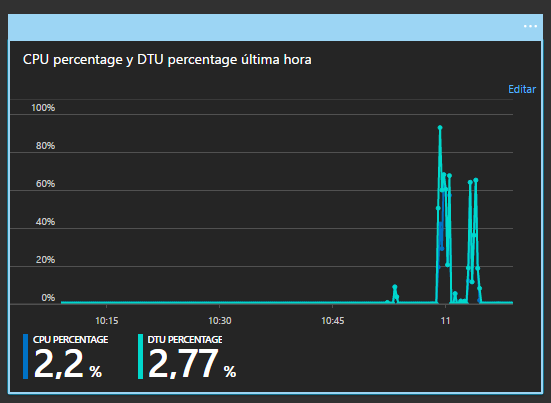 ...
CPU percentage y DTU percentage última hora
Editar
100%
80%
60%
40%
20%
0%
10:15 10:30 10:45 11
CPU PERCENTAGE DTU PERCENTAGE
2,2 % 2,77 %